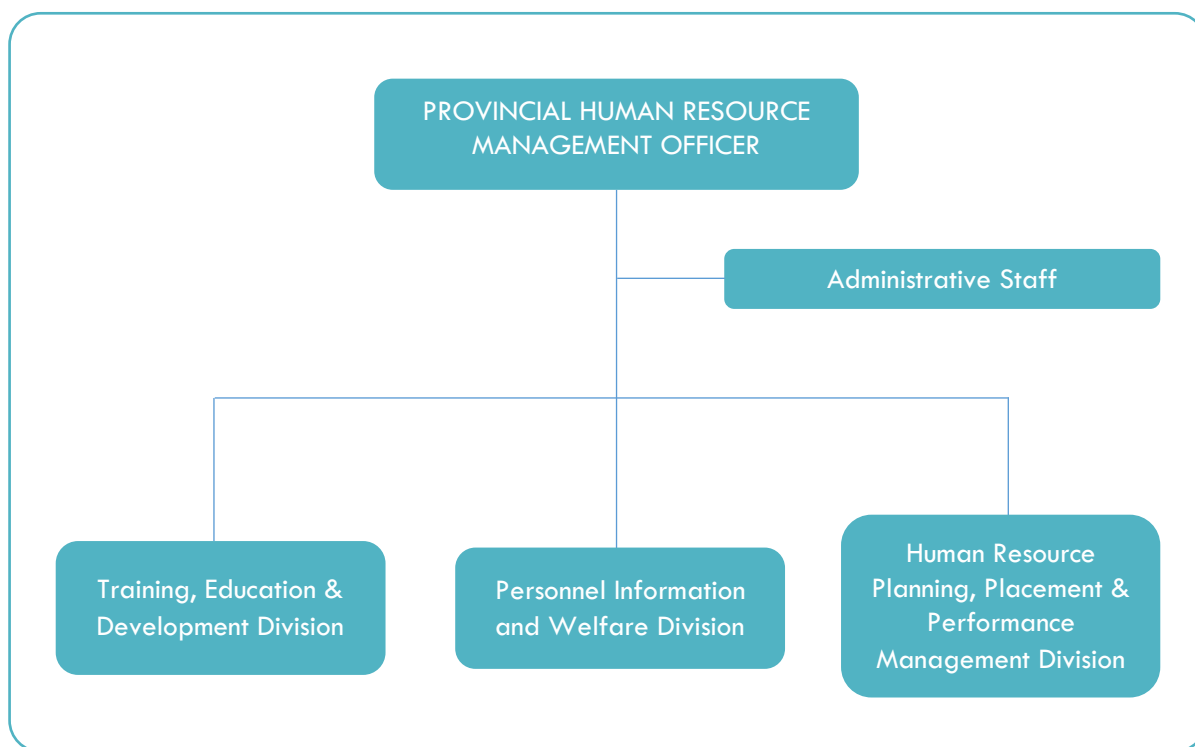 PROVINCIAL HUMAN RESOURCE
MANAGEMENT OFFICER
Administrative Staff
Training, Education &
Development Division
Personnel Information
and Welfare Division
Human Resource
Planning, Placement &
Performance
Management Division